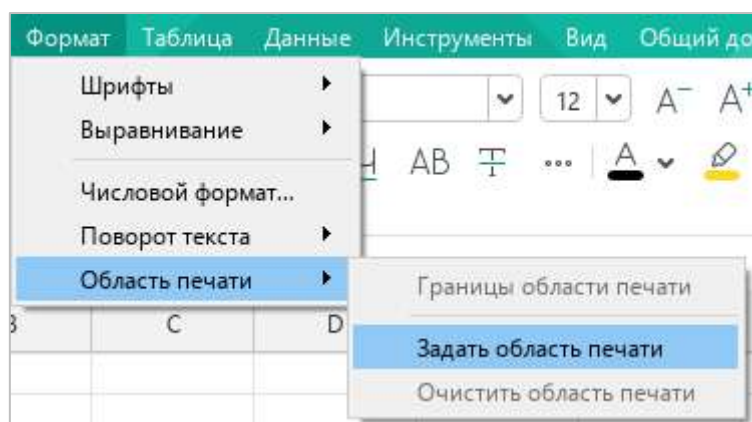 Формат Таблица Данные Инструменты Вид Общий до
Шрифты
12 A⁻ A⁺
Выравнивание
Ч АВ Т ••• А
Числовой формат...
Поворот текста
Область печати
Границы области печати
B C D
Задать область печати
Очистить область печати